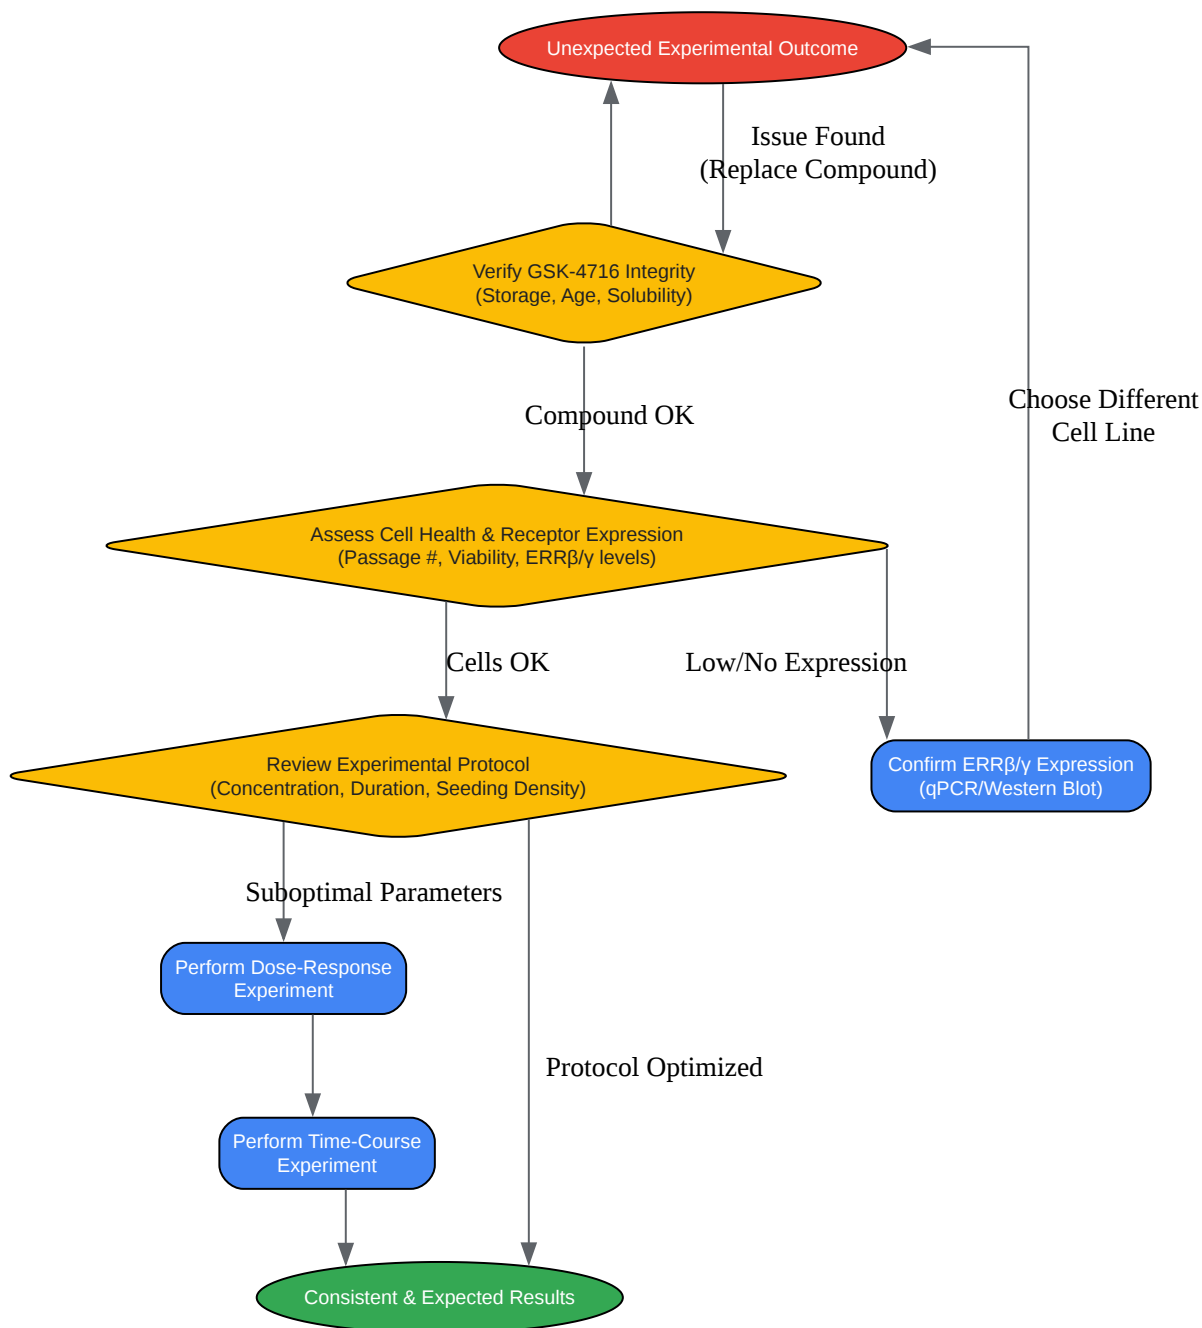 Unexpected Experimental Outcome
Issue Found
(Replace Compound)
Verify GSK-4716 Integrity
(Storage, Age, Solubility)
Choose Different
Cell Line
Compound OK
Assess Cell Health & Receptor Expression
(Passage #, Viability, ERRβ/γ levels)
Cells OK
Low/No Expression
Review Experimental Protocol
(Concentration, Duration, Seeding Density)
Confirm ERRβ/γ Expression
(qPCR/Western Blot)
Suboptimal Parameters
Perform Dose-Response
Experiment
Protocol Optimized
Perform Time-Course
Experiment
Consistent & Expected Results